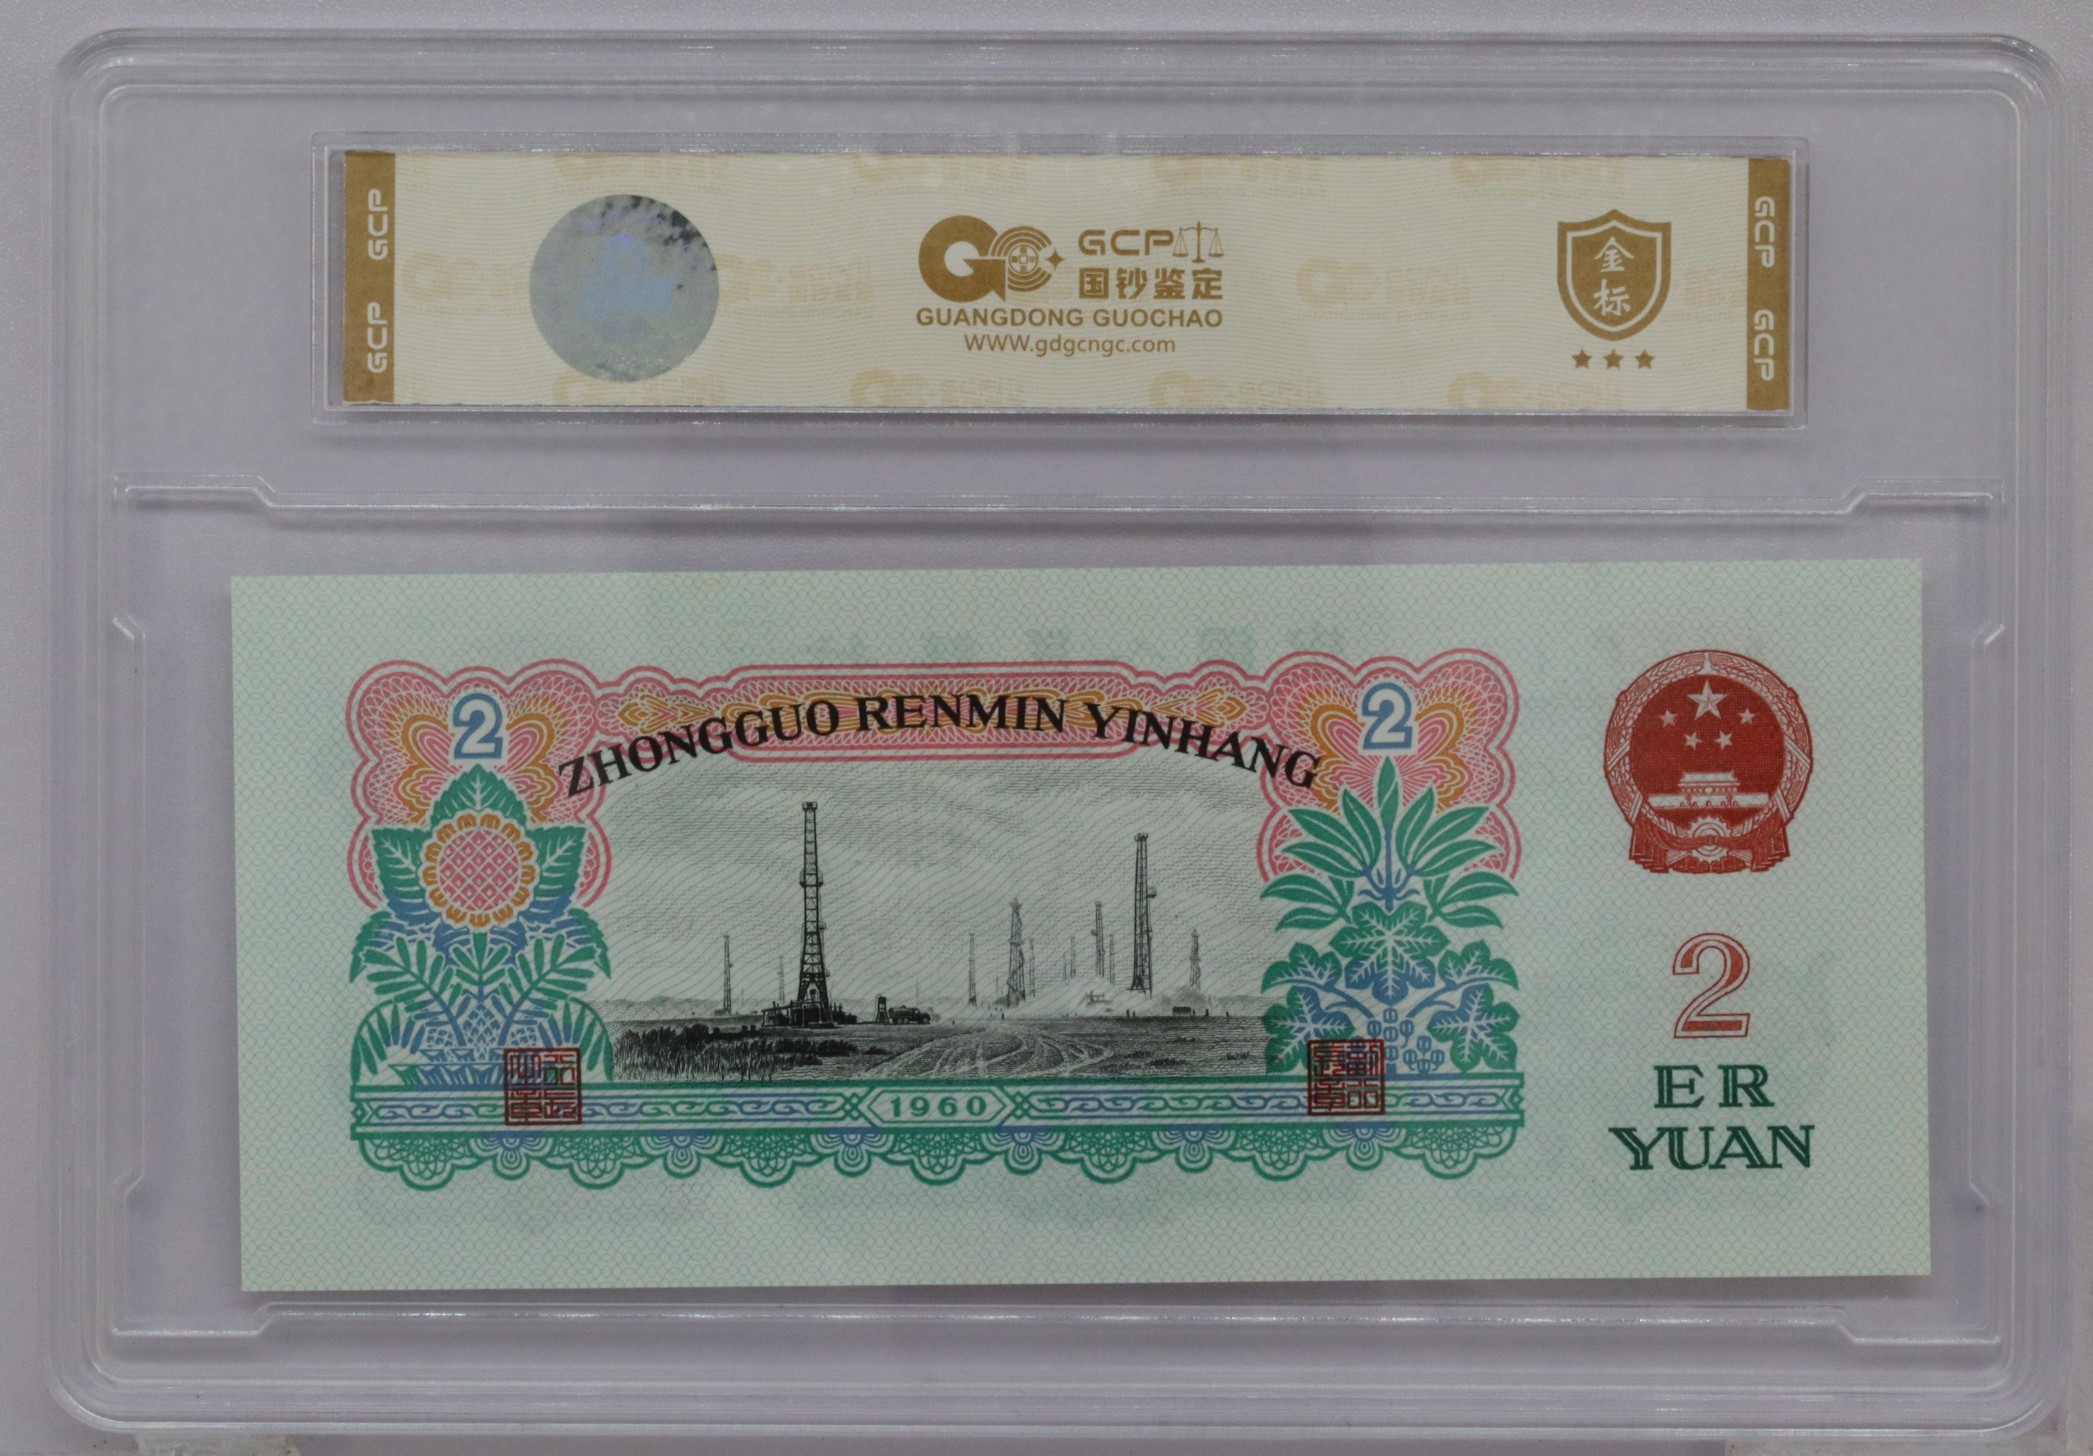 GCP GCP
GCP
国钞鉴定
GUANGDONG GUOCHAO
www.gdgcngc.com
金标
GCP GCP
ZHONGGUO RENMIN YINHANG
2
2
1960
2
ER
YUAN